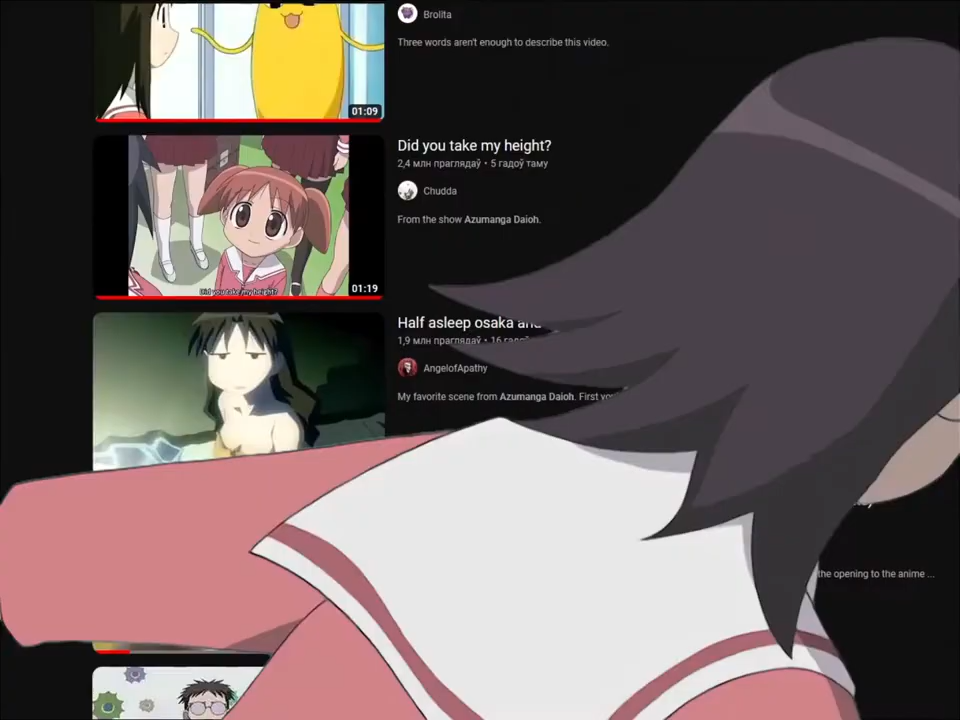 Brolita
Three words aren't enough to describe this video.
01:09
Did you take my height?
2,4 млн праглядаў • 5 гадоў таму
Chudda
From the show Azumanga Daioh.
Did you take my height?
01:19
Half asleep osaka and
1,9 млн праглядаў • 16
AngelofApathy
My favorite scene from Azumanga Daioh. First
the opening to the anime ...